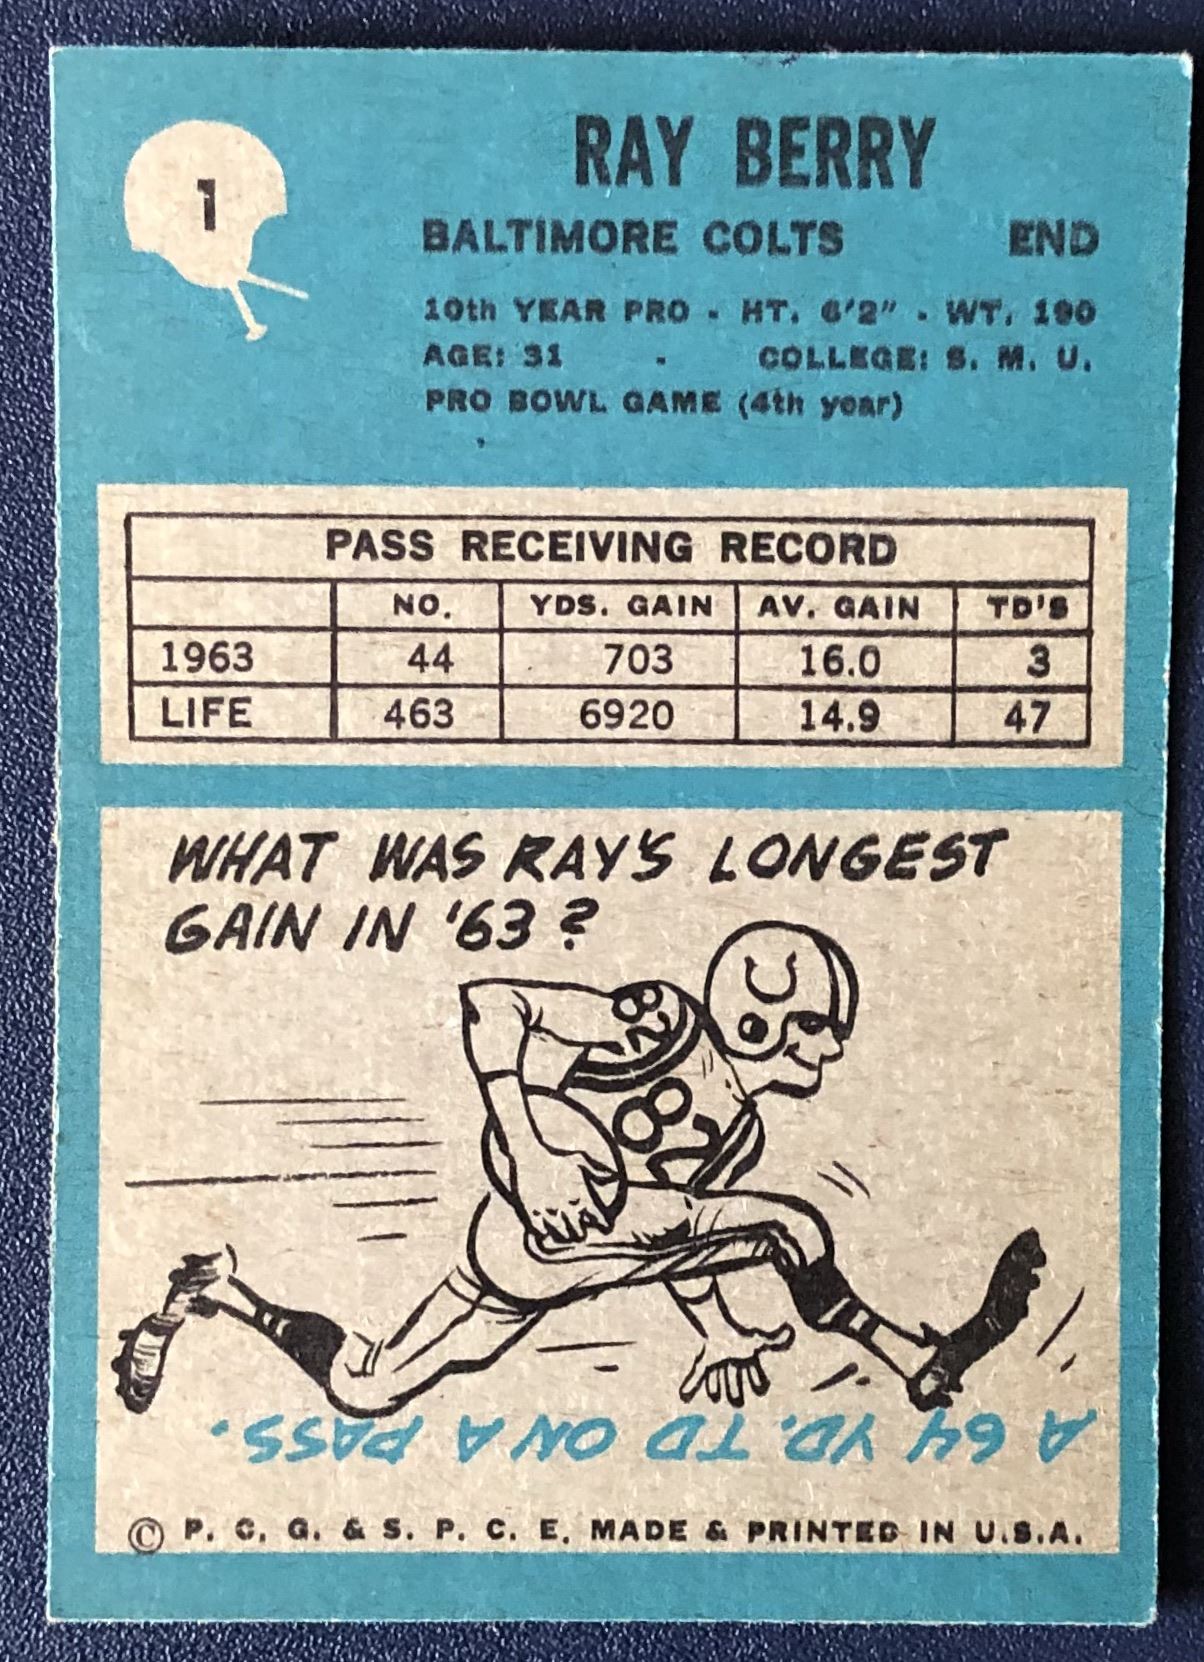 1
RAY BERRY
BALTIMORE COLTS END
10th YEAR PRO - HT. 6'2" - WT. 190
AGE: 31 - COLLEGE: S. M. U.
PRO BOWL GAME (4th year)
PASS RECEIVING RECORD
NO. YDS. GAIN AV. GAIN TD'S
1963 44 703 16.0 3
LIFE 463 6920 14.9 47
WHAT WAS RAY'S LONGEST
GAIN IN '63?
82
82
A 64 YD. TD ON A PASS.
© P. C. G. & S. P. C. E. MADE & PRINTED IN U.S.A.